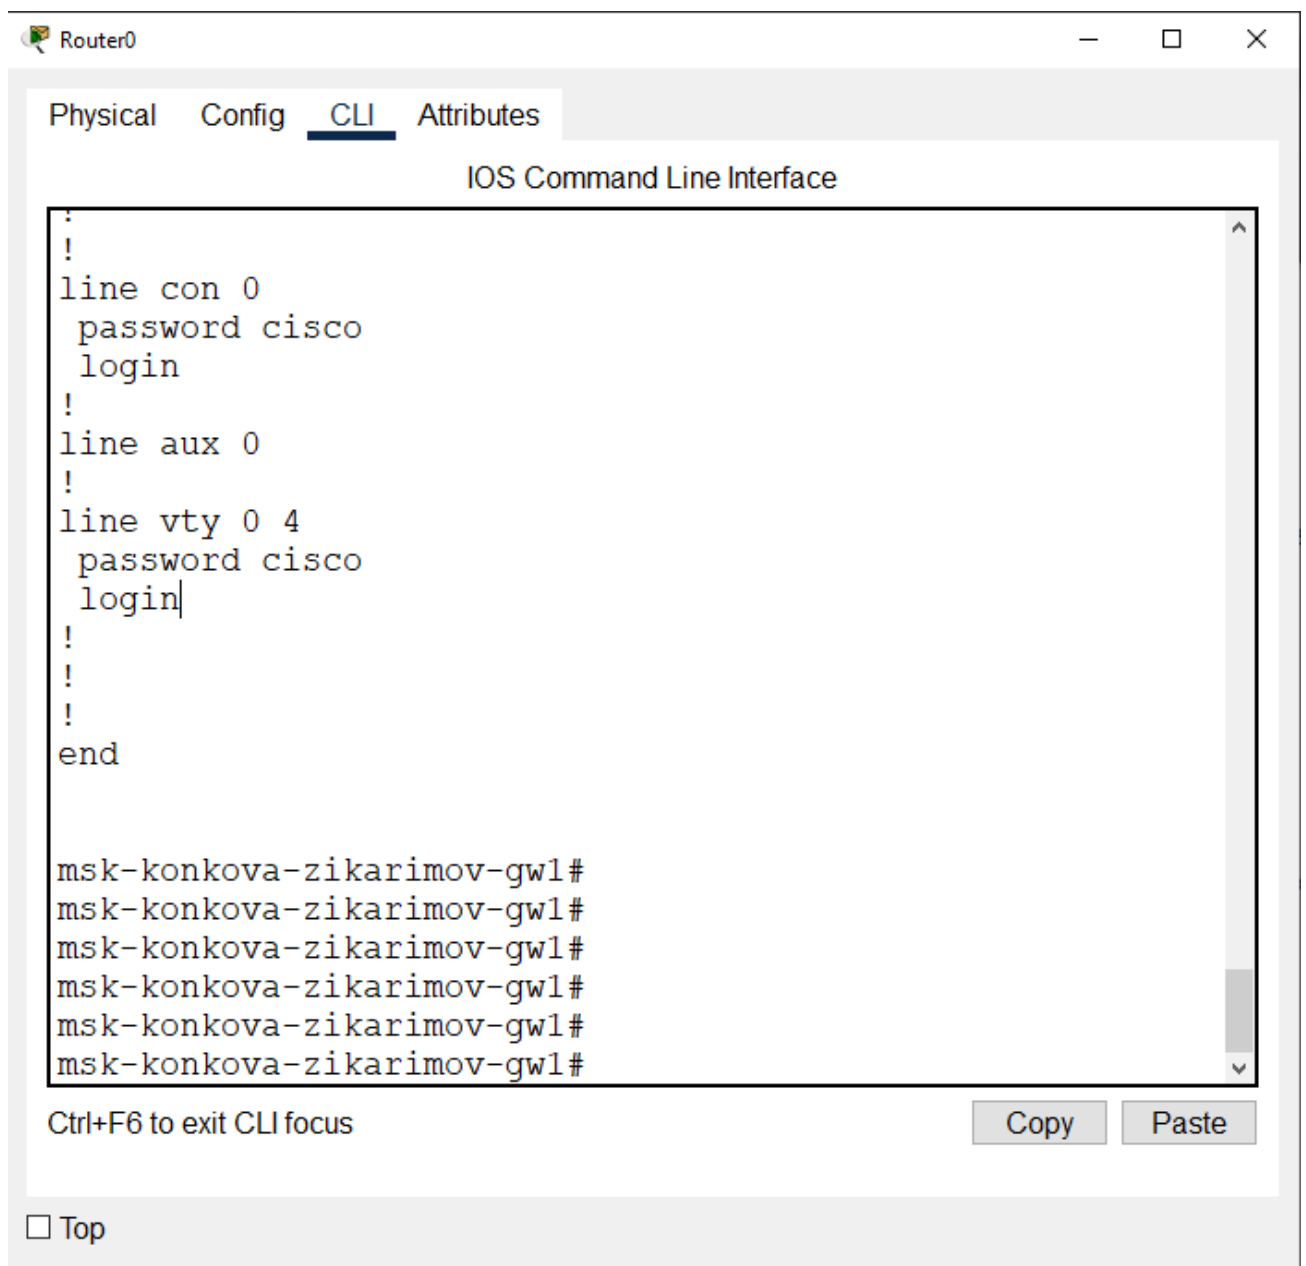 Router0
Physical Config CLI Attributes
IOS Command Line Interface
!
!
line con 0
 password cisco
 login
!
line aux 0
!
line vty 0 4
 password cisco
 login
!
!
!
end
msk-konkova-zikarimov-gw1#
msk-konkova-zikarimov-gw1#
msk-konkova-zikarimov-gw1#
msk-konkova-zikarimov-gw1#
msk-konkova-zikarimov-gw1#
msk-konkova-zikarimov-gw1#
Ctrl+F6 to exit CLI focus Copy Paste
Top